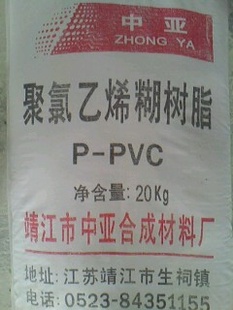 中亚
ZHONG YA
聚氯乙烯糊树脂
P-PVC
净含量:20Kg
靖江市中亚合成材料厂
地址:江苏靖江市生祠镇
电话:0523-84351155